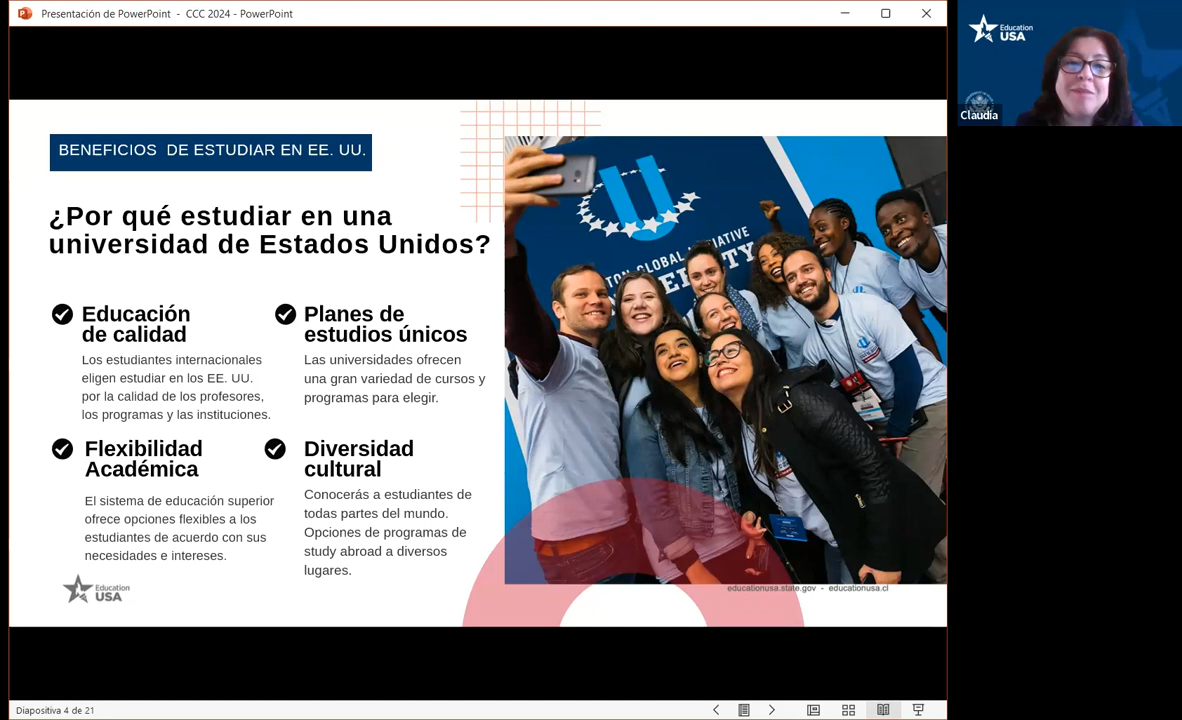 Presentación de PowerPoint - CCC 2024 - PowerPoint
Education
USA
Claudia
BENEFICIOS DE ESTUDIAR EN EE. UU.
¿Por qué estudiar en una
universidad de Estados Unidos?
Educación
de calidad
Los estudiantes internacionales
eligen estudiar en los EE. UU.
por la calidad de los profesores,
los programas y las instituciones.
Planes de
estudios únicos
Las universidades ofrecen
una gran variedad de cursos y
programas para elegir.
Flexibilidad
Académica
El sistema de educación superior
ofrece opciones flexibles a los
estudiantes de acuerdo con sus
necesidades e intereses.
Diversidad
cultural
Conocerás a estudiantes de
todas partes del mundo.
Opciones de programas de
study abroad a diversos
lugares.
U
GLOBAL INITIATIVE
Education
USA
educationusa.state.gov - educationusa.cl
Diapositiva 4 de 21